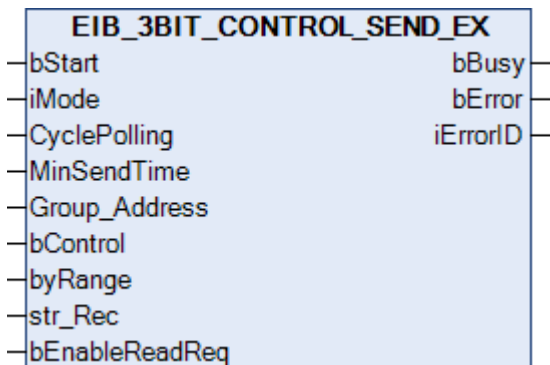 EIB_3BIT_CONTROL_SEND_EX
bStart bBusy
iMode bError
CyclePolling iErrorID
MinSendTime
Group_Address
bControl
byRange
str_Rec
bEnableReadReq